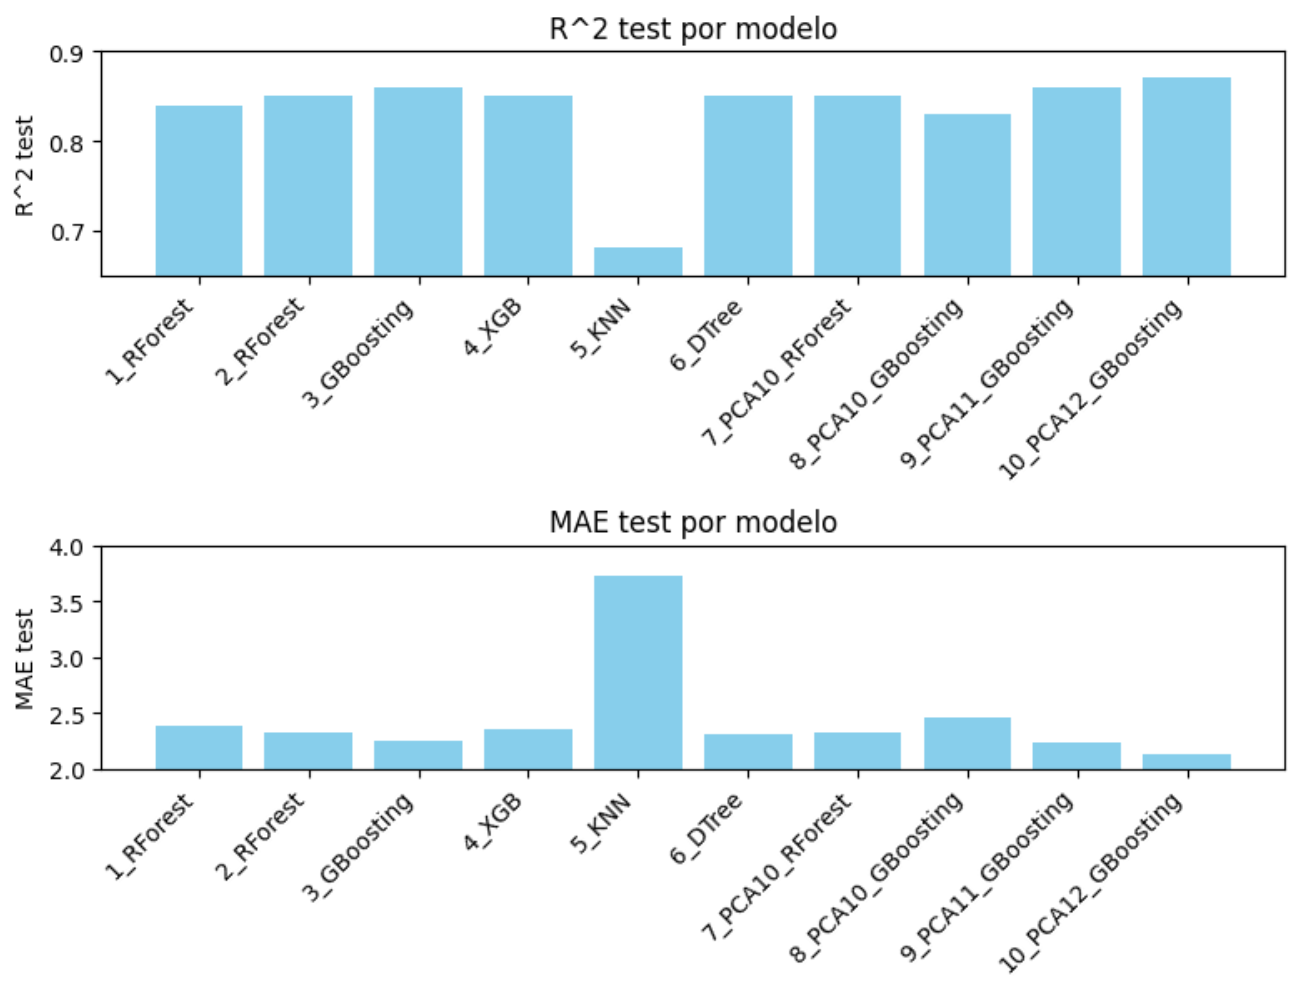 R^2 test por modelo
R^2 test
0.9
0.8
0.7
1_RForest
2_RForest
3_GBoosting
4_XGB
5_KNN
6_DTree
7_PCA10_RForest
8_PCA10_GBoosting
9_PCA11_GBoosting
10_PCA12_GBoosting
MAE test por modelo
MAE test
4.0
3.5
3.0
2.5
2.0
1_RForest
2_RForest
3_GBoosting
4_XGB
5_KNN
6_DTree
7_PCA10_RForest
8_PCA10_GBoosting
9_PCA11_GBoosting
10_PCA12_GBoosting